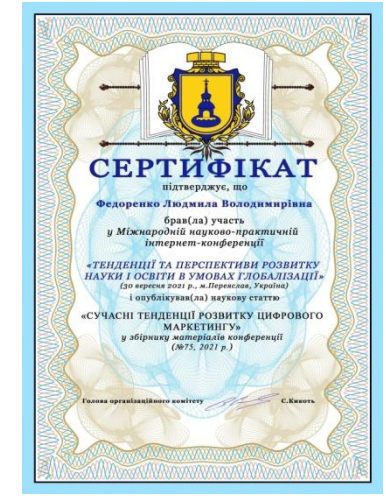 СЕРТИФІКАТ
підтверджує, що
Федоренко Людмила Володимирівна
брав(ла) участь
у Міжнародній науково-практичній
інтернет-конференції
«ТЕНДЕНЦІЇ ТА ПЕРСПЕКТИВИ РОЗВИТКУ
НАУКИ І ОСВІТИ В УМОВАХ ГЛОБАЛІЗАЦІЇ»
(30 вересня 2021 р., м.Переяслав, Україна)
і опублікував(ла) наукову статтю
«СУЧАСНІ ТЕНДЕНЦІЇ РОЗВИТКУ ЦИФРОВОГО
МАРКЕТИНГУ»
у збірнику матеріалів конференції
(№75, 2021 р.)
Голова організаційного комітету С.Кикоть